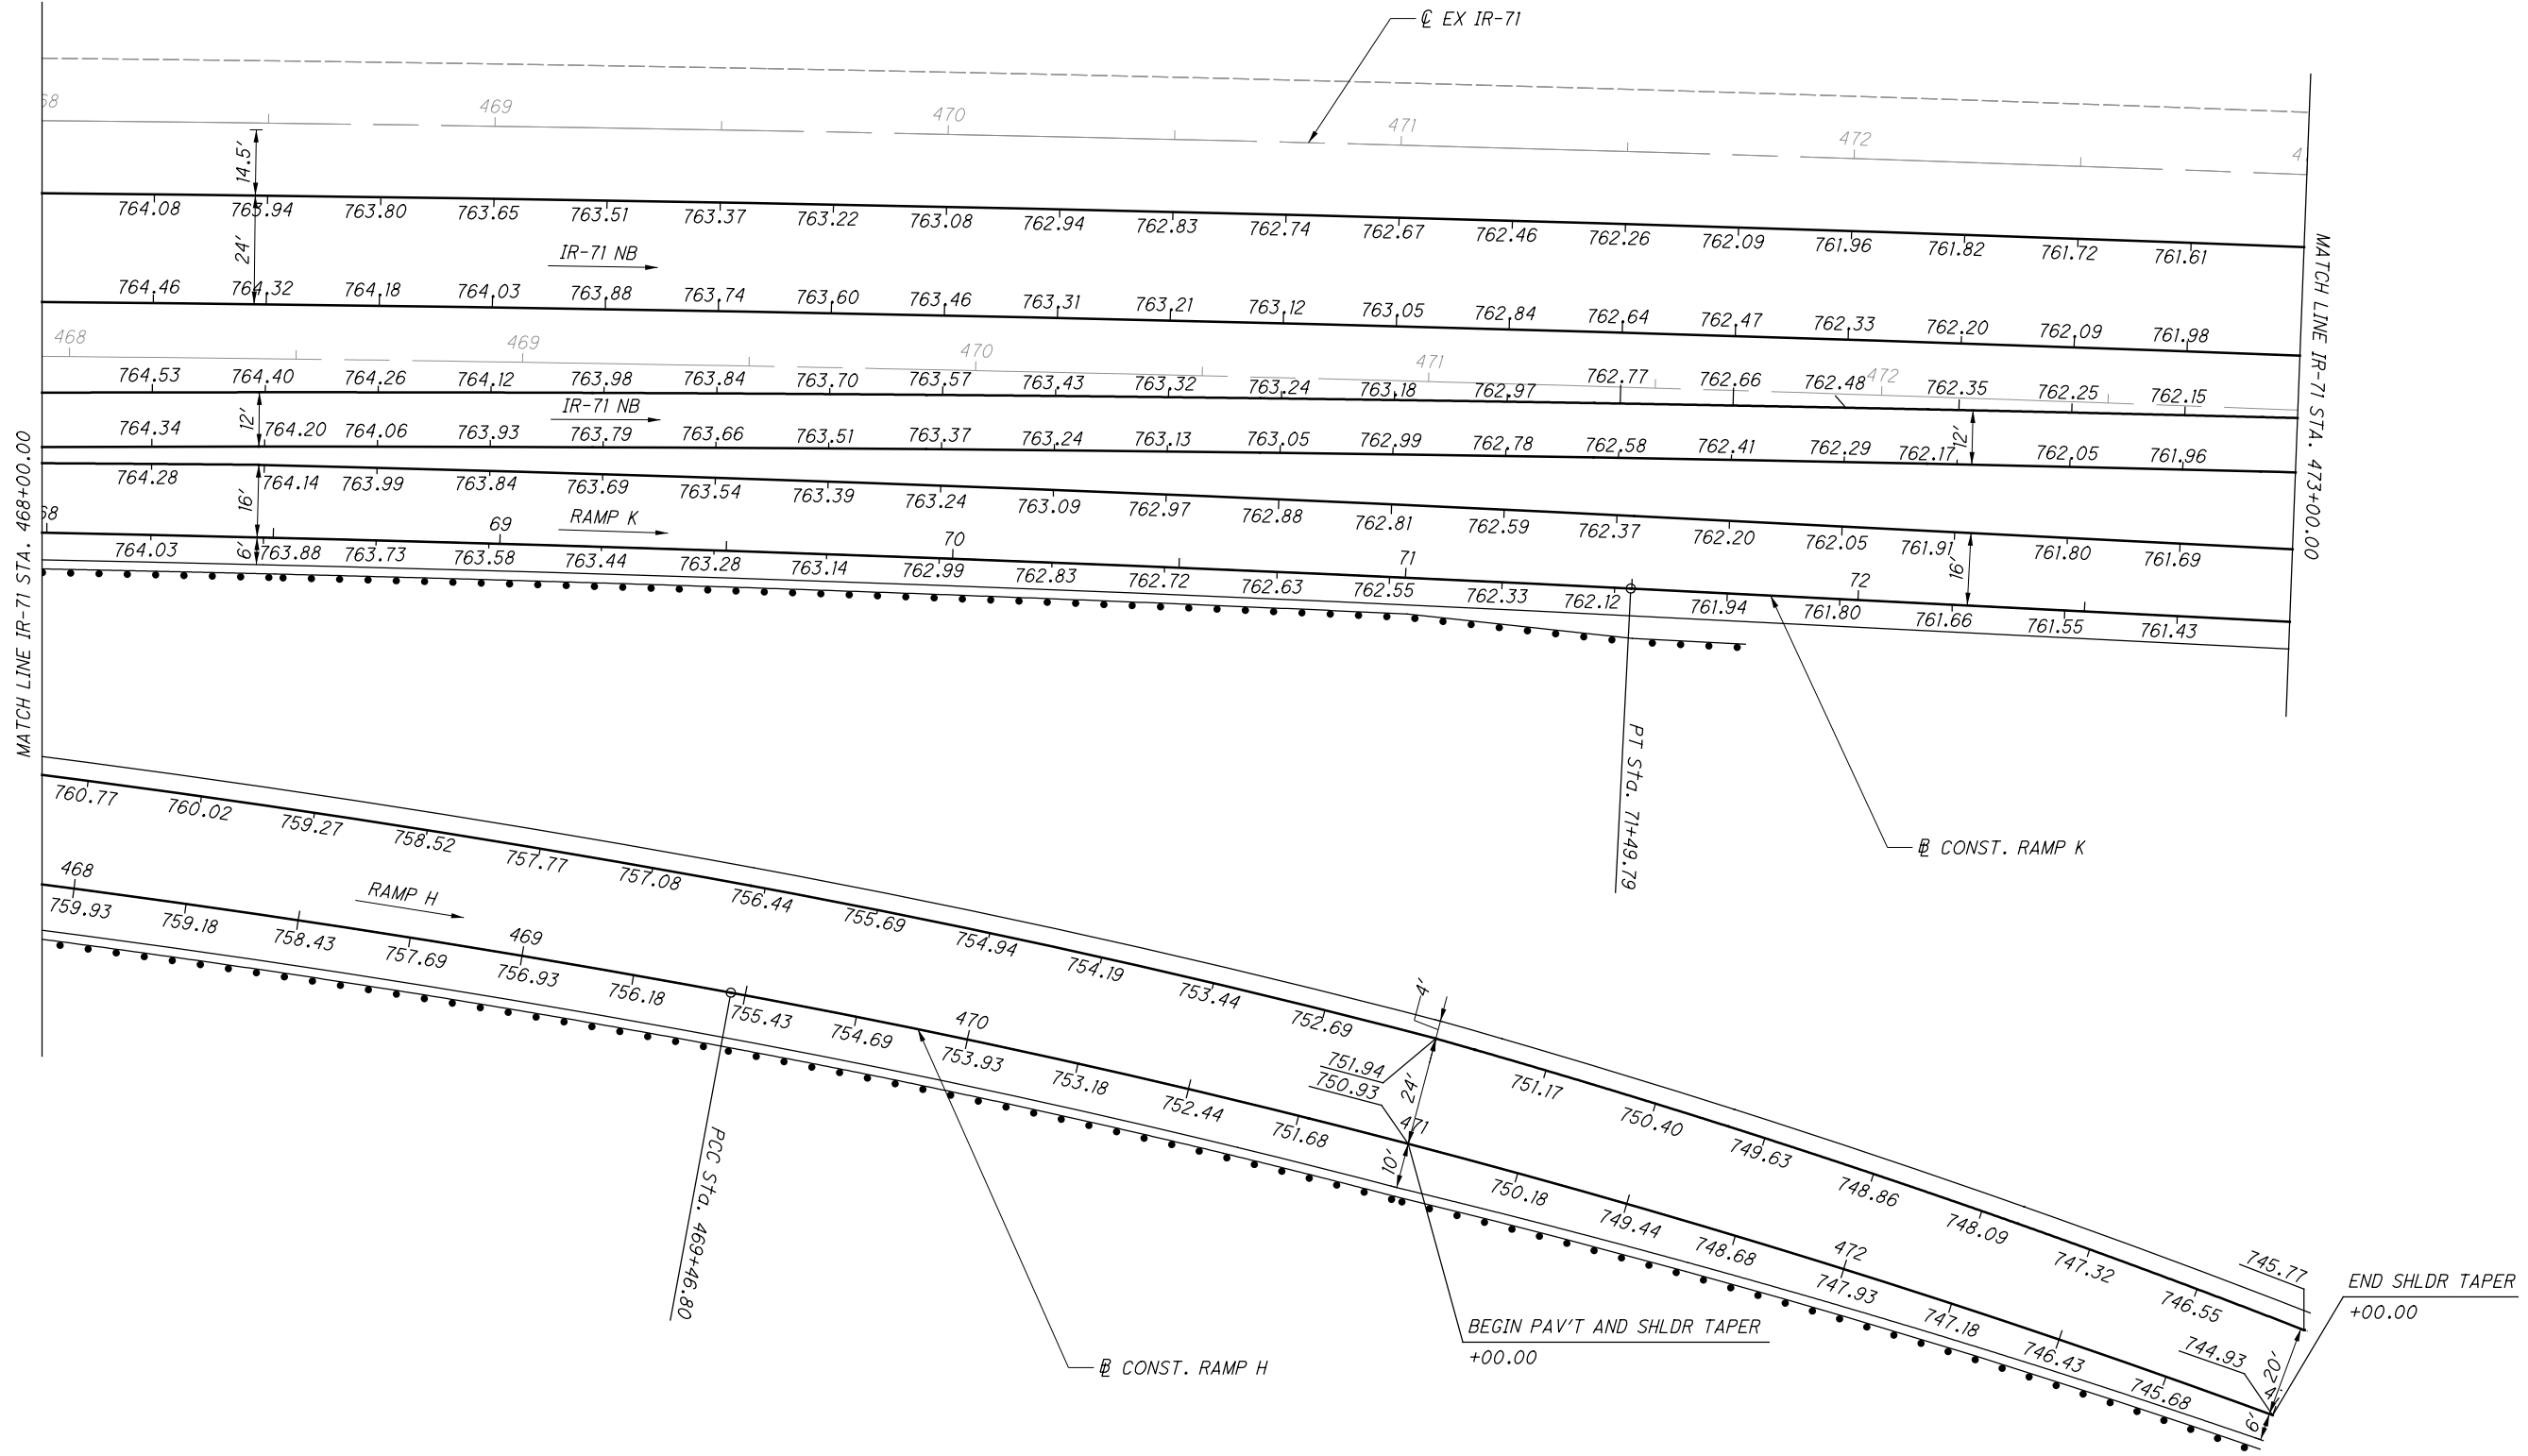 ℄ EX IR-71
68
469
470
471
472
4
14.5'
764.08 763.94 763.80 763.65 763.51 763.37 763.22 763.08 762.94 762.83 762.74 762.67 762.46 762.26 762.09 761.96 761.82 761.72 761.61
24'
IR-71 NB
764.46 764.32 764.18 764.03 763.88 763.74 763.60 763.46 763.31 763.21 763.12 763.05 762.84 762.64 762.47 762.33 762.20 762.09 761.98
468 469 470 471 472
764.53 764.40 764.26 764.12 763.98 763.84 763.70 763.57 763.43 763.32 763.24 763.18 762.97 762.77 762.66 762.48 762.35 762.25 762.15
12'
IR-71 NB
12'
764.34 764.20 764.06 763.93 763.79 763.66 763.51 763.37 763.24 763.13 763.05 762.99 762.78 762.58 762.41 762.29 762.17 762.05 761.96
764.28 764.14 763.99 763.84 763.69 763.54 763.39 763.24 763.09 762.97 762.88 762.81 762.59 762.37 762.20 762.05 761.91 761.80 761.69
16'
RAMP K
16'
68 69 70 71 72
6'
764.03 763.88 763.73 763.58 763.44 763.28 763.14 762.99 762.83 762.72 762.63 762.55 762.33 762.12 761.94 761.80 761.66 761.55 761.43
MATCH LINE IR-71 STA. 468+00.00
MATCH LINE IR-71 STA. 473+00.00
PT Sta. 71+49.79
℄ CONST. RAMP K
760.77 760.02 759.27 758.52 757.77 757.08 756.44 755.69 754.94 754.19 753.44 752.69
751.94
750.93
751.17 750.40 749.63 748.86 748.09 747.32 746.55
745.77
468 469 470 471 472
RAMP H
4'
24'
10'
759.93 759.18 758.43 757.69 756.93 756.18 755.43 754.69 753.93 753.18 752.44 751.68 750.18 749.44 748.68 747.93 747.18 746.43 745.68
744.93
20'
4
6'
PCC Sta. 469+46.80
℄ CONST. RAMP H
BEGIN PAV'T AND SHLDR TAPER
+00.00
END SHLDR TAPER
+00.00